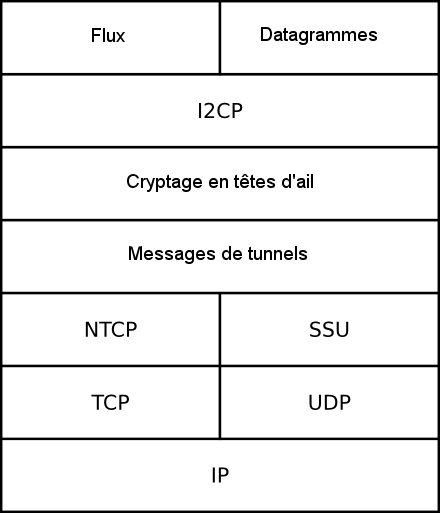 Flux
Datagrammes
I2CP
Cryptage en têtes d'ail
Messages de tunnels
NTCP
SSU
TCP
UDP
IP